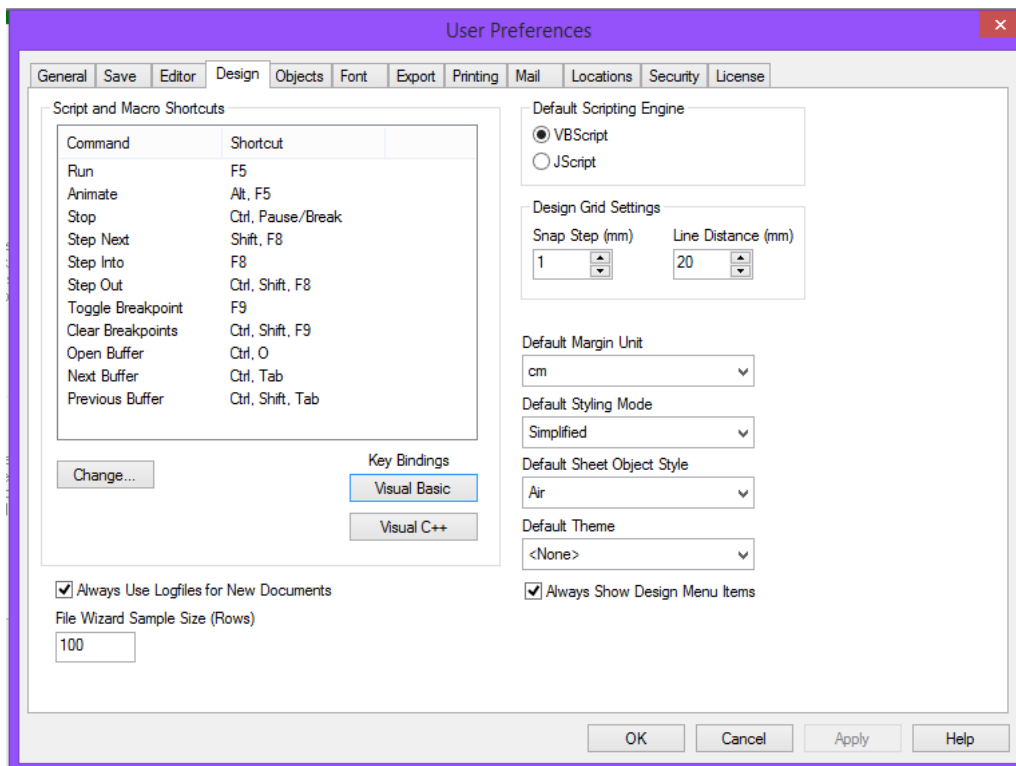 User Preferences
General Save Editor Design Objects Font Export Printing Mail Locations Security License
Script and Macro Shortcuts
Command Shortcut
Run F5
Animate Alt, F5
Stop Ctrl, Pause/Break
Step Next Shift, F8
Step Into F8
Step Out Ctrl, Shift, F8
Toggle Breakpoint F9
Clear Breakpoints Ctrl, Shift, F9
Open Buffer Ctrl, O
Next Buffer Ctrl, Tab
Previous Buffer Ctrl, Shift, Tab
Change...
Key Bindings
Visual Basic
Visual C++
Always Use Logfiles for New Documents
File Wizard Sample Size (Rows)
100
Default Scripting Engine
VBScript
JScript
Design Grid Settings
Snap Step (mm) Line Distance (mm)
1 20
Default Margin Unit
cm
Default Styling Mode
Simplified
Default Sheet Object Style
Air
Default Theme
<None>
Always Show Design Menu Items
OK Cancel Apply Help